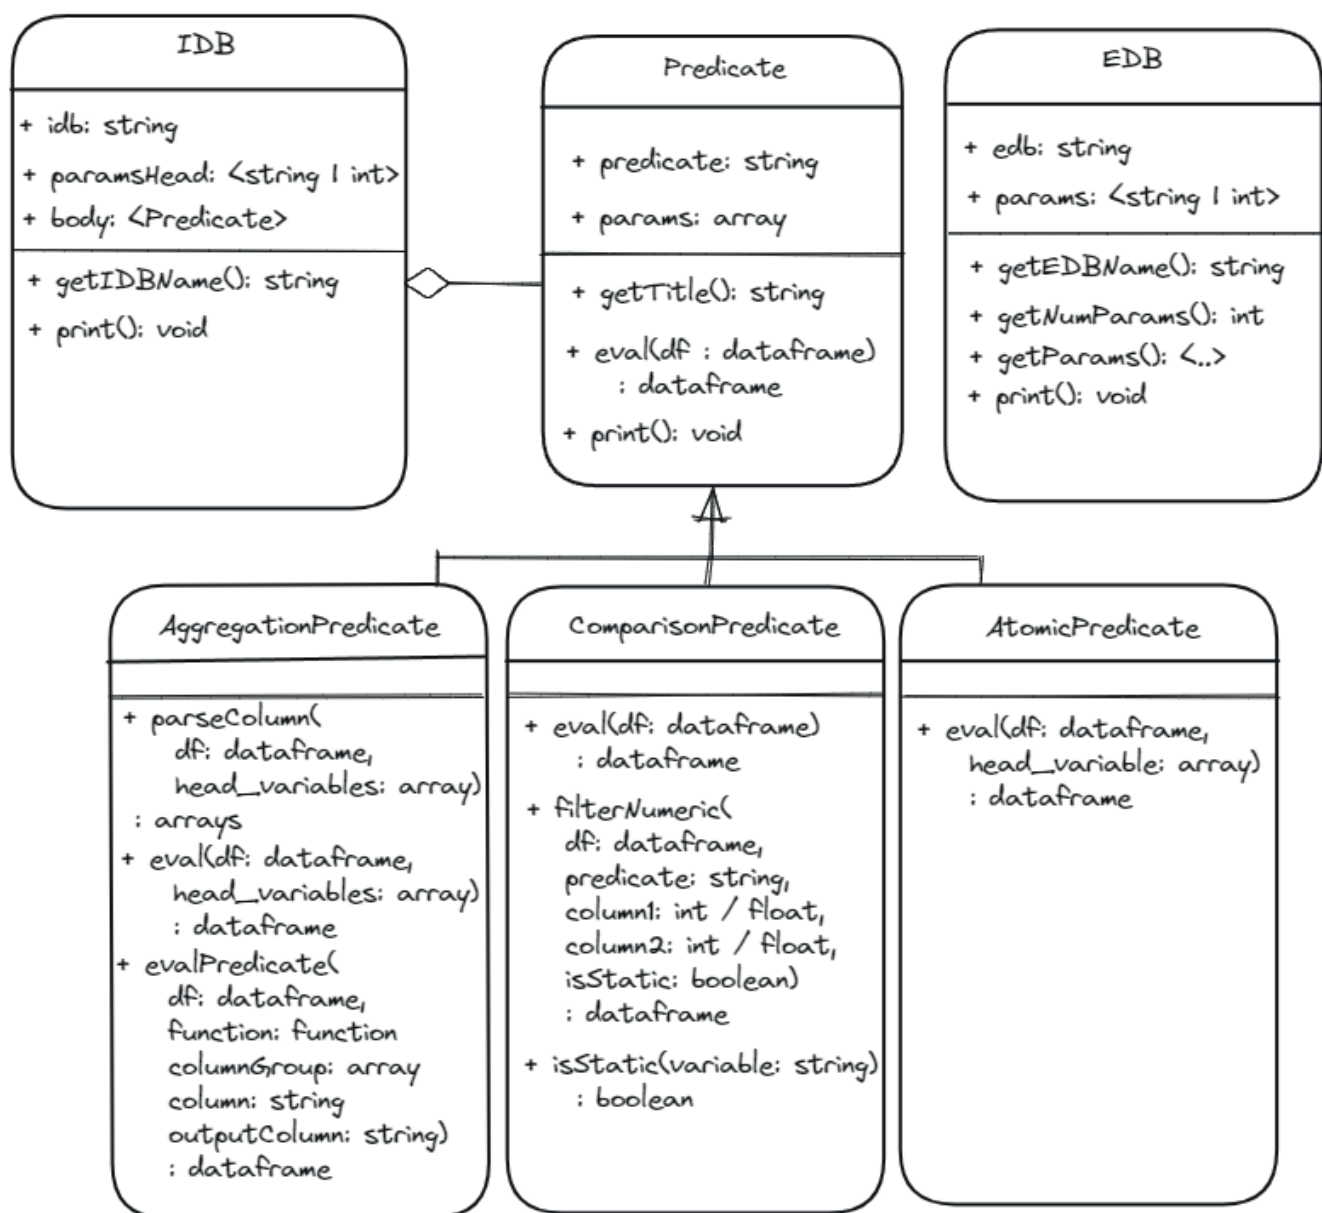 IDB
+ idb: string
+ paramsHead: <string | int>
+ body: <Predicate>
+ getIDBName(): string
+ print(): void
Predicate
+ predicate: string
+ params: array
+ getTitle(): string
+ eval(df : dataframe)
: dataframe
+ print(): void
EDB
+ edb: string
+ params: <string | int>
+ getEDBName(): string
+ getNumParams(): int
+ getParams(): <..>
+ print(): void
AggregationPredicate
+ parseColumn(
df: dataframe,
head_variables: array)
: arrays
+ eval(df: dataframe,
head_variables: array)
: dataframe
+ evalPredicate(
df: dataframe,
function: function
columnGroup: array
column: string
outputColumn: string)
: dataframe
ComparisonPredicate
+ eval(df: dataframe)
: dataframe
+ filterNumeric(
df: dataframe,
predicate: string,
column1: int / float,
column2: int / float,
isStatic: boolean)
: dataframe
+ isStatic(variable: string)
: boolean
AtomicPredicate
+ eval(df: dataframe,
head_variable: array)
: dataframe